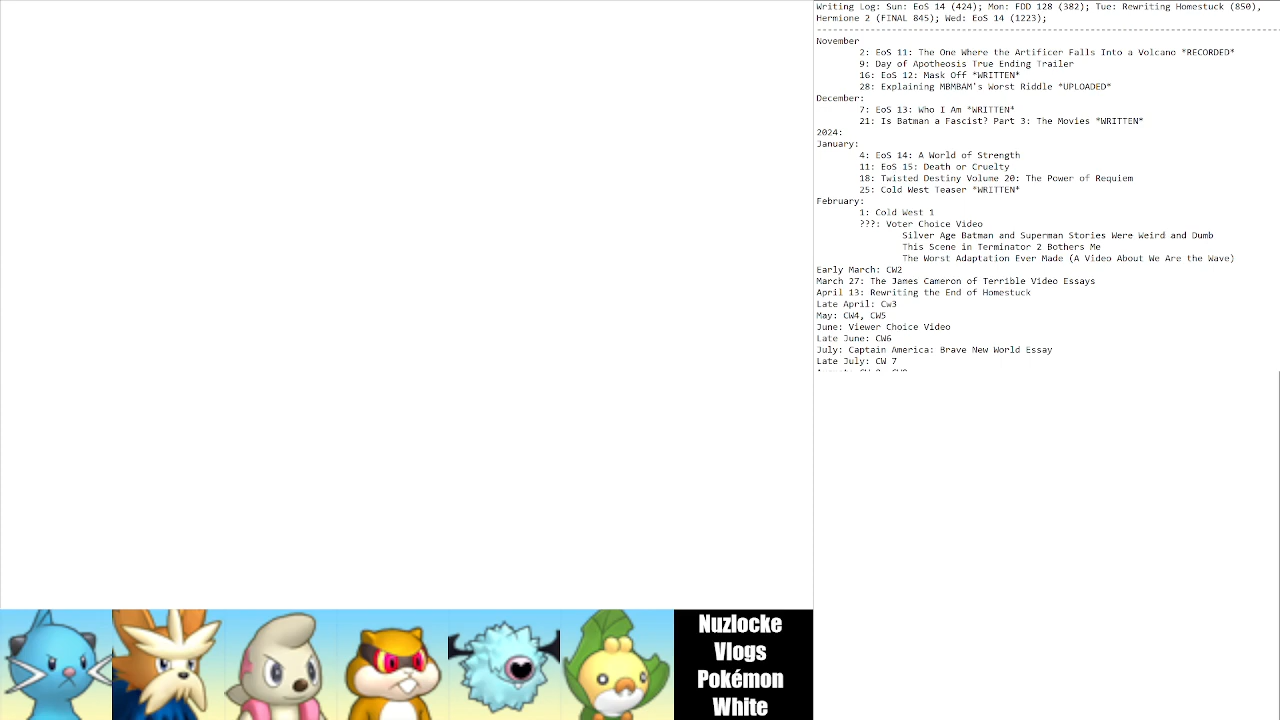 Writing Log: Sun: EoS 14 (424); Mon: FDD 128 (382); Tue: Rewriting Homestuck (850),
Hermione 2 (FINAL 845); Wed: EoS 14 (1223);
November
2: EoS 11: The One Where the Artificer Falls Into a Volcano *RECORDED*
9: Day of Apotheosis True Ending Trailer
16: EoS 12: Mask Off *WRITTEN*
28: Explaining MBMBAM's Worst Riddle *UPLOADED*
December:
7: EoS 13: Who I Am *WRITTEN*
21: Is Batman a Fascist? Part 3: The Movies *WRITTEN*
2024:
January:
4: EoS 14: A World of Strength
11: EoS 15: Death or Cruelty
18: Twisted Destiny Volume 20: The Power of Requiem
25: Cold West Teaser *WRITTEN*
February:
1: Cold West 1
???: Voter Choice Video
Silver Age Batman and Superman Stories Were Weird and Dumb
This Scene in Terminator 2 Bothers Me
The Worst Adaptation Ever Made (A Video About We Are the Wave)
Early March: CW2
March 27: The James Cameron of Terrible Video Essays
April 13: Rewriting the End of Homestuck
Late April: Cw3
May: CW4, CW5
June: Viewer Choice Video
Late June: CW6
July: Captain America: Brave New World Essay
Late July: CW 7
Nuzlocke
Vlogs
Pokémon
White